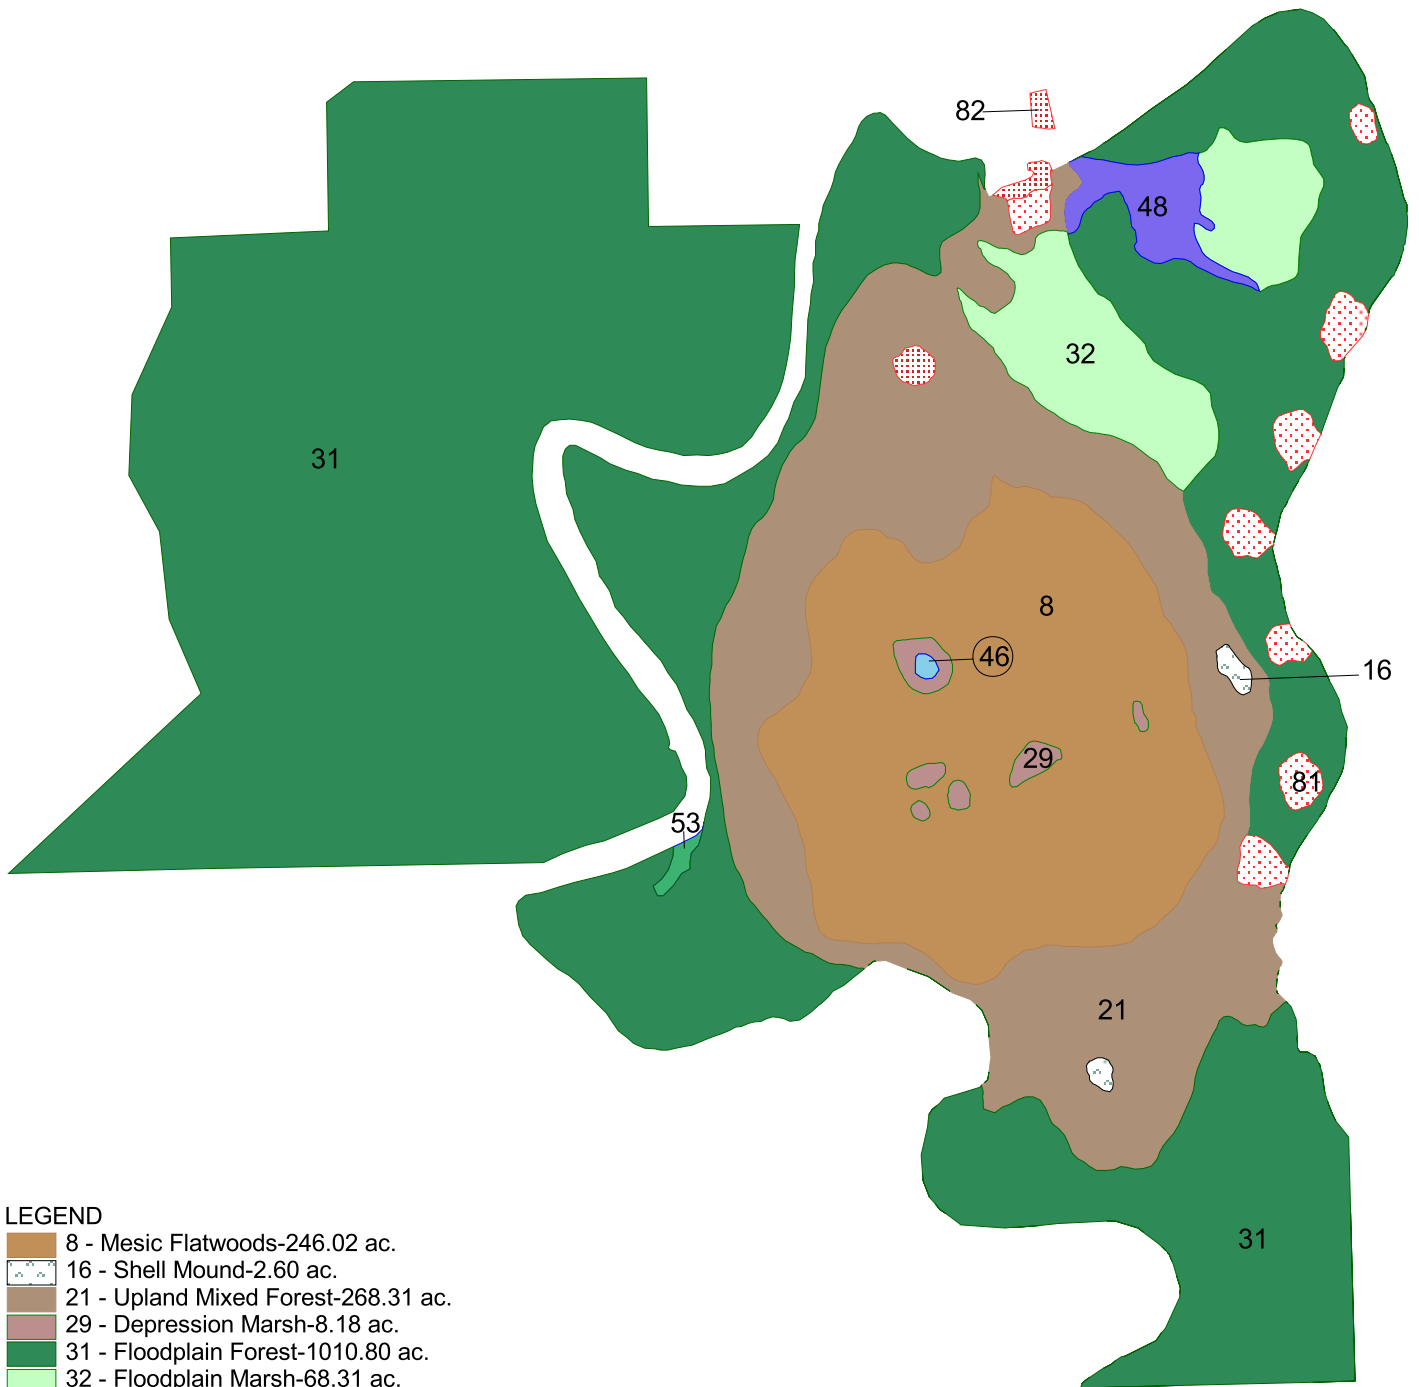 82
48
32
31
8
46
16
29
81
53
21
31
LEGEND
8 - Mesic Flatwoods-246.02 ac.
16 - Shell Mound-2.60 ac.
21 - Upland Mixed Forest-268.31 ac.
29 - Depression Marsh-8.18 ac.
31 - Floodplain Forest-1010.80 ac.
32 - Floodplain Marsh-68.31 ac.